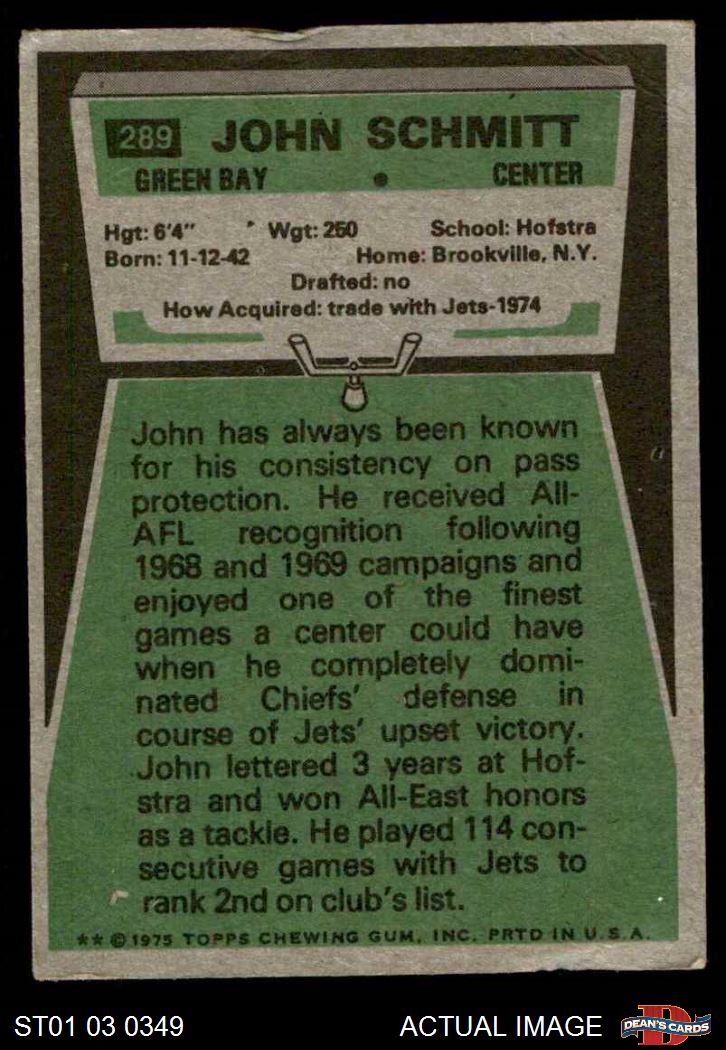 289 JOHN SCHMITT
GREEN BAY • CENTER
Hgt: 6'4" Wgt: 250 School: Hofstra
Born: 11-12-42 Home: Brookville, N.Y.
Drafted: no
How Acquired: trade with Jets-1974
John has always been known
for his consistency on pass
protection. He received All-
AFL recognition following
1968 and 1969 campaigns and
enjoyed one of the finest
games a center could have
when he completely domi-
nated Chiefs' defense in
course of Jets' upset victory.
John lettered 3 years at Hof-
stra and won All-East honors
as a tackle. He played 114 con-
secutive games with Jets to
rank 2nd on club's list.
** © 1975 TOPPS CHEWING GUM, INC. PRTD IN U.S.A.
ST01 03 0349 ACTUAL IMAGE D DEAN'S CARDS